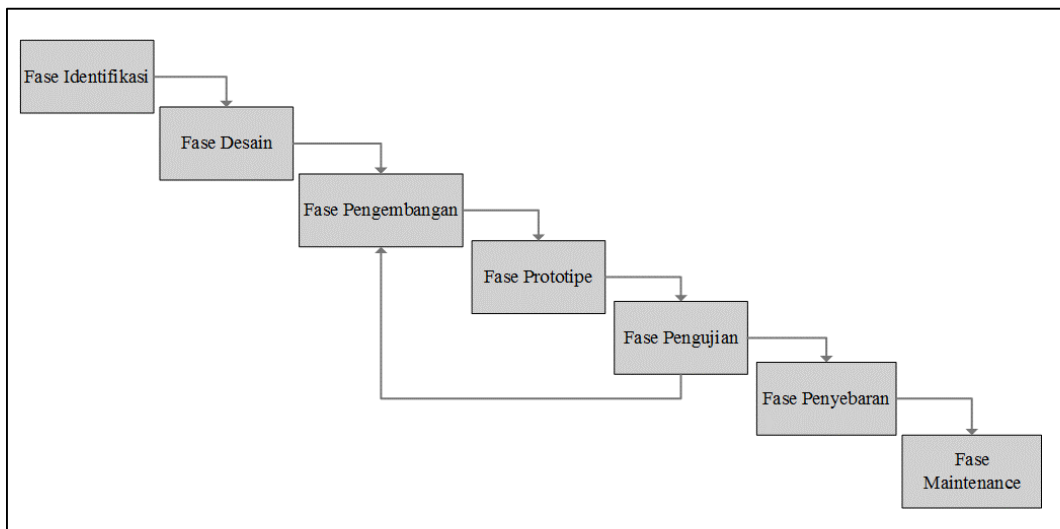 Fase Identifikasi
Fase Desain
Fase Pengembangan
Fase Prototipe
Fase Pengujian
Fase Penyebaran
Fase
Maintenance